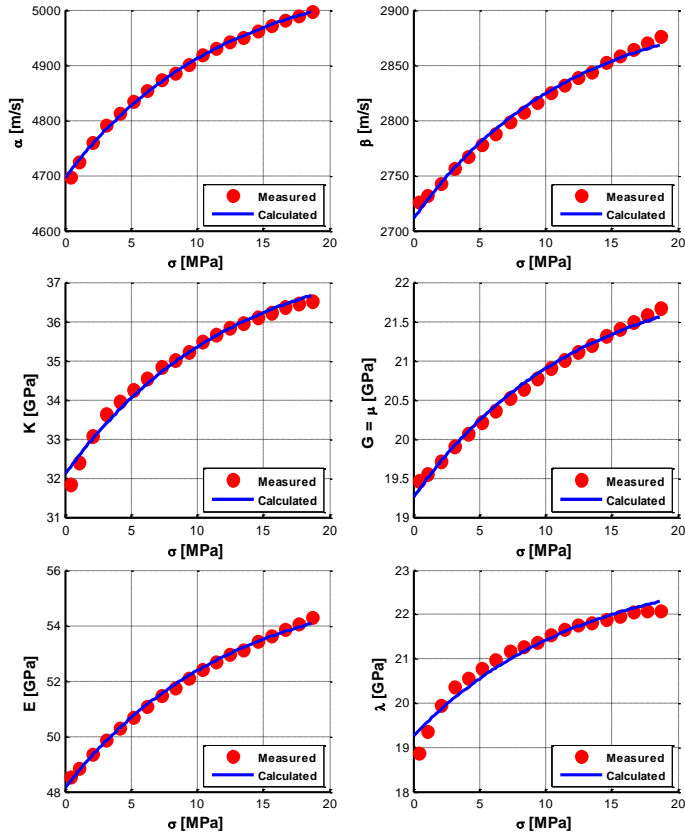 α [m/s]
5000
4900
4800
4700
4600
0 5 10 15 20
σ [MPa]
Measured
Calculated
β [m/s]
2900
2850
2800
2750
2700
0 5 10 15 20
σ [MPa]
Measured
Calculated
K [GPa]
37
36
35
34
33
32
31
0 5 10 15 20
σ [MPa]
Measured
Calculated
G = μ [GPa]
22
21.5
21
20.5
20
19.5
19
0 5 10 15 20
σ [MPa]
Measured
Calculated
E [GPa]
56
54
52
50
48
0 5 10 15 20
σ [MPa]
Measured
Calculated
λ [GPa]
23
22
21
20
19
18
0 5 10 15 20
σ [MPa]
Measured
Calculated